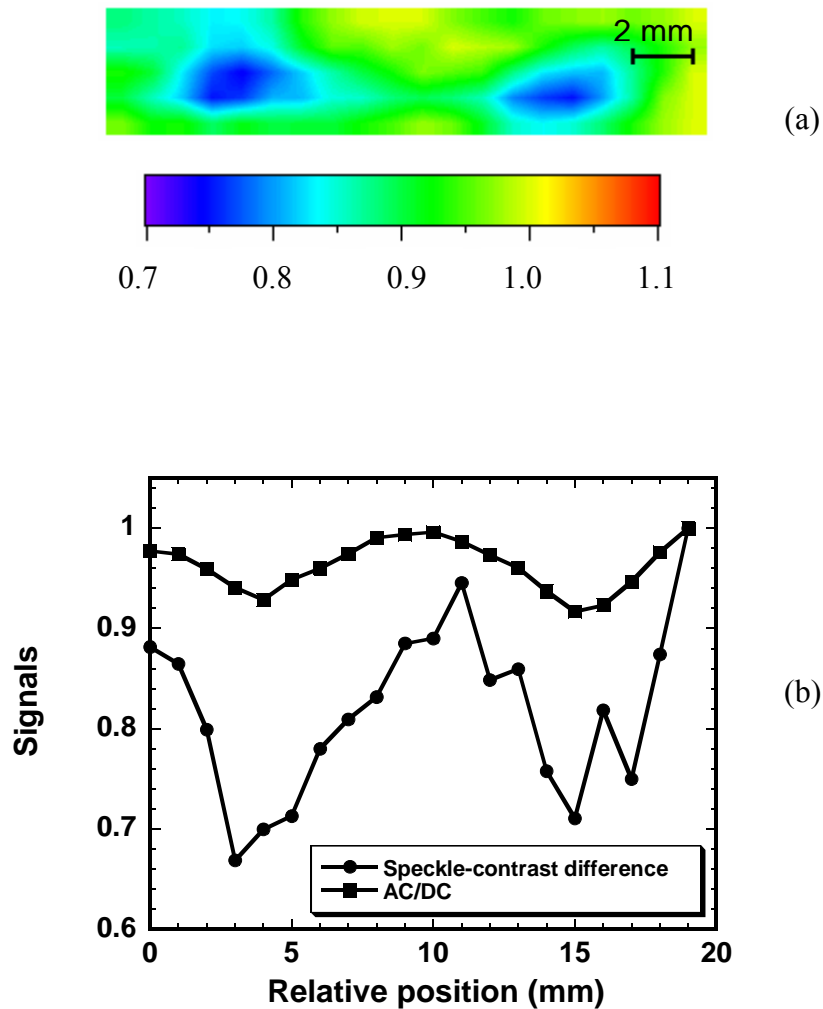 2 mm
(a)
0.7 0.8 0.9 1.0 1.1
1
0.9
0.8
0.7
0.6
Signals
(b)
Speckle-contrast difference
AC/DC
0 5 10 15 20
Relative position (mm)